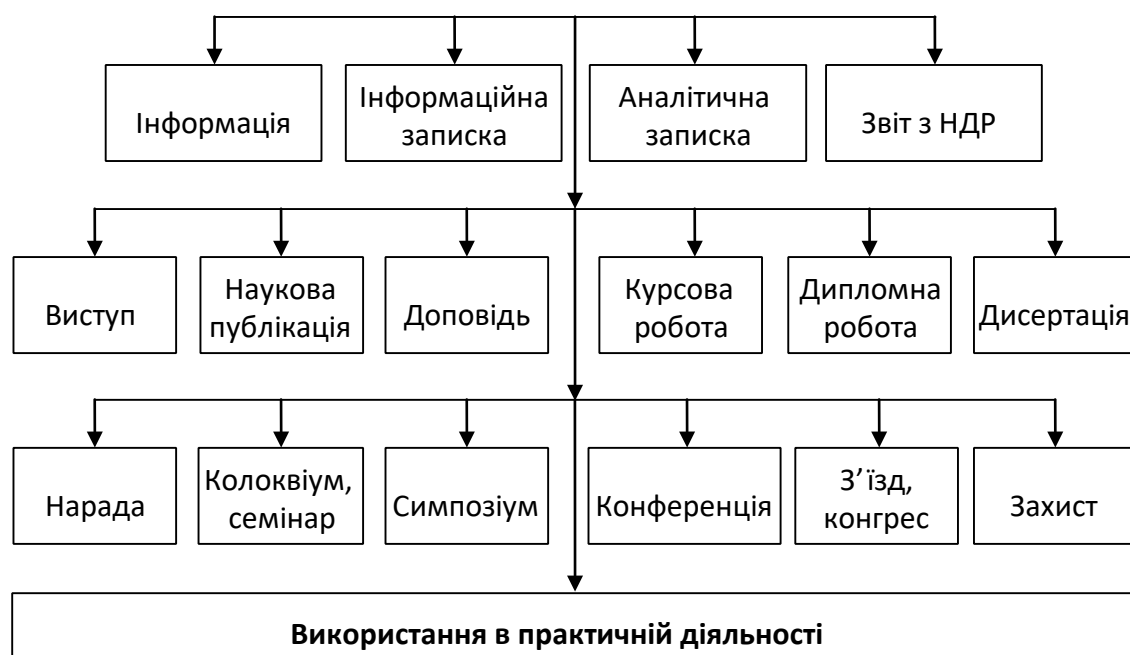 Інформація
Інформаційна
записка
Аналітична
записка
Звіт з НДР
Виступ
Наукова
публікація
Доповідь
Курсова
робота
Дипломна
робота
Дисертація
Нарада
Колоквіум,
семінар
Симпозіум
Конференція
З’їзд,
конгрес
Захист
Використання в практичній діяльності